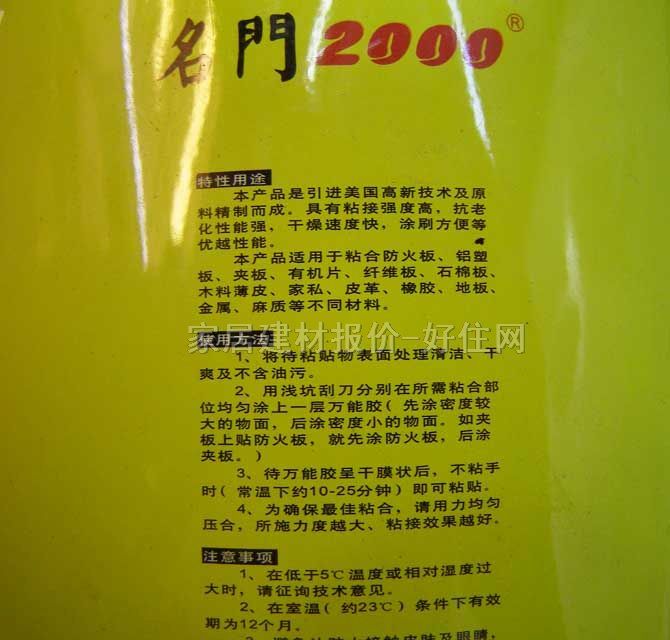 名門2000®
特性用途
本产品是引进美国高新技术及原
料精制而成。具有粘接强度高，抗老
化性能强，干燥速度快，涂刷方便等
优越性能。
本产品适用于粘合防火板、铝塑
板、夹板、有机片、纤维板、石棉板、
木料薄皮、家私、皮革、橡胶、地板、
金属、麻质等不同材料。
家居建材报价-好住网
使用方法
1、将待粘贴物表面处理清洁、干
爽及不含油污。
2、用浅坑刮刀分别在所需粘合部
位均匀涂上一层万能胶(先涂密度较
大的物面，后涂密度小的物面。如夹
板上贴防火板，就先涂防火板，后涂
夹板。)
3、待万能胶呈干膜状后，不粘手
时(常温下约10-25分钟)即可粘贴。
4、为确保最佳粘合，请用力均匀
压合，所施力度越大、粘接效果越好。
注意事项
1、在低于5℃温度或相对湿度过
大时，请征询技术意见。
2、在室温(约23℃)条件下有效
期为12个月。
接触皮肤及眼睛，